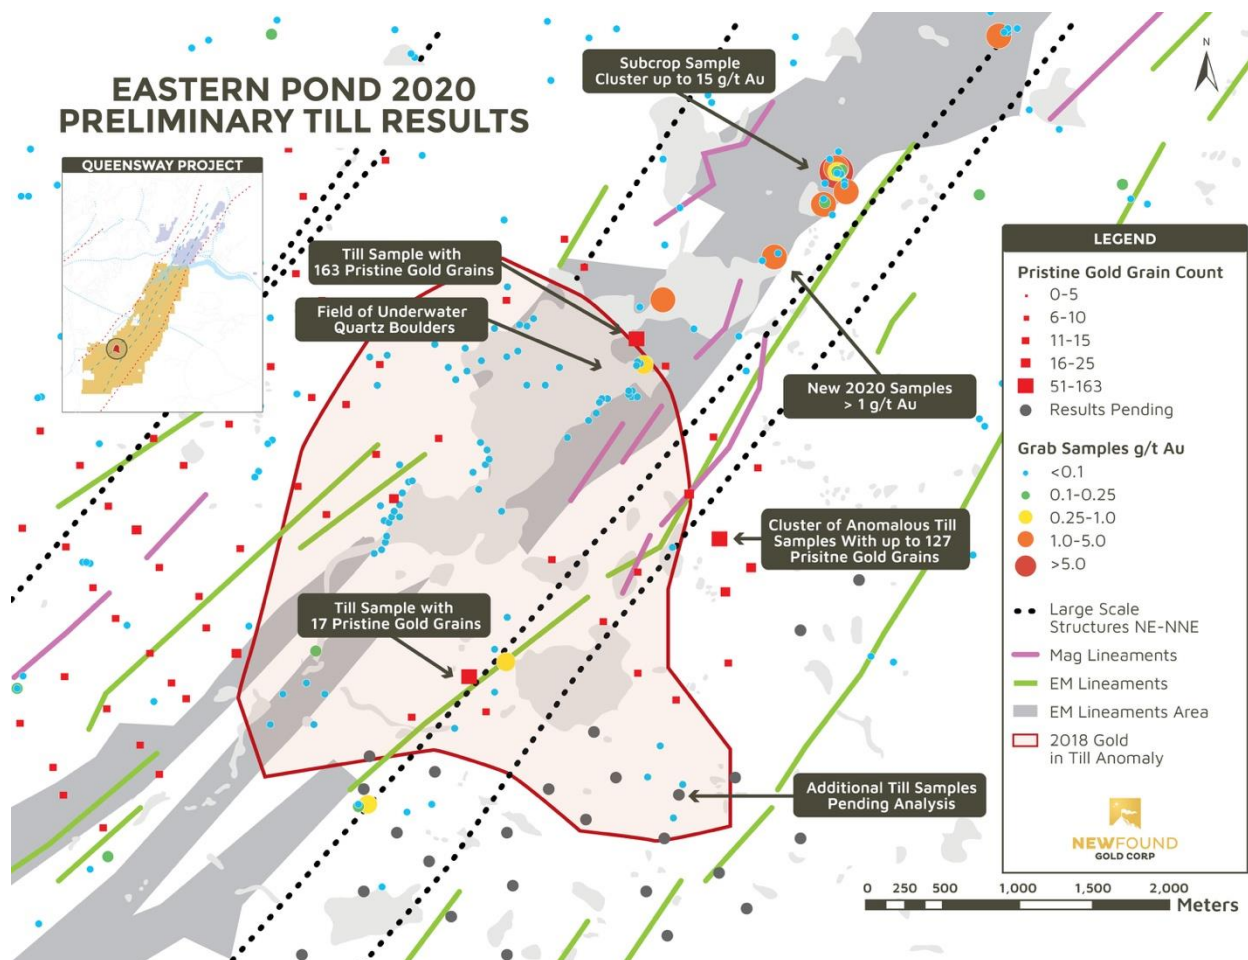 EASTERN POND 2020
PRELIMINARY TILL RESULTS
QUEENSWAY PROJECT
Subcrop Sample
Cluster up to 15 g/t Au
N
Till Sample with
163 Pristine Gold Grains
Field of Underwater
Quartz Boulders
New 2020 Samples
> 1 g/t Au
Cluster of Anomalous Till
Samples With up to 127
Prisitne Gold Grains
Till Sample with
17 Pristine Gold Grains
Additional Till Samples
Pending Analysis
LEGEND
Pristine Gold Grain Count
0-5
6-10
11-15
16-25
51-163
Results Pending
Grab Samples g/t Au
<0.1
0.1-0.25
0.25-1.0
1.0-5.0
>5.0
Large Scale
Structures NE-NNE
Mag Lineaments
EM Lineaments
EM Lineaments Area
2018 Gold
in Till Anomaly
NEWFOUND
GOLD CORP
0 250 500 1,000 1,500 2,000
Meters